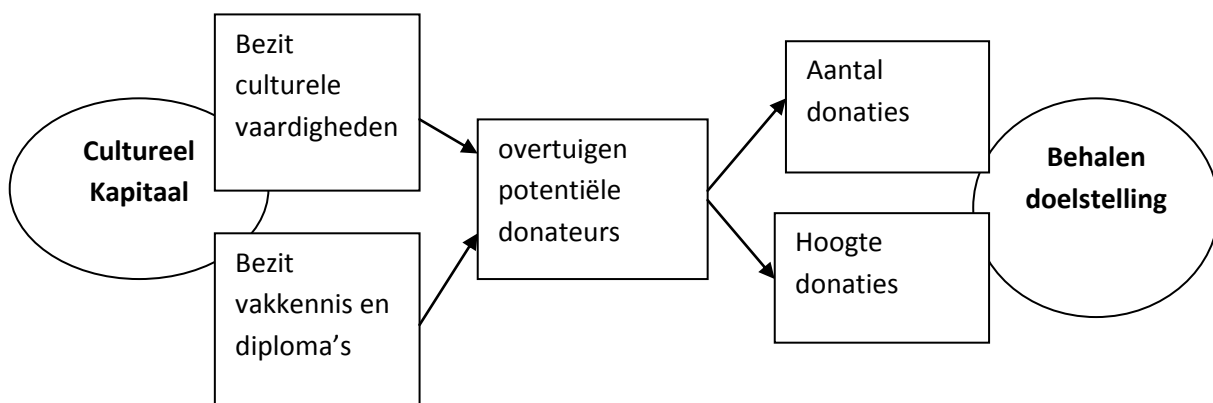 Cultureel
Kapitaal
Bezit
culturele
vaardigheden
Bezit
vakkennis en
diploma's
overtuigen
potentiële
donateurs
Aantal
donaties
Hoogte
donaties
Behalen
doelstelling